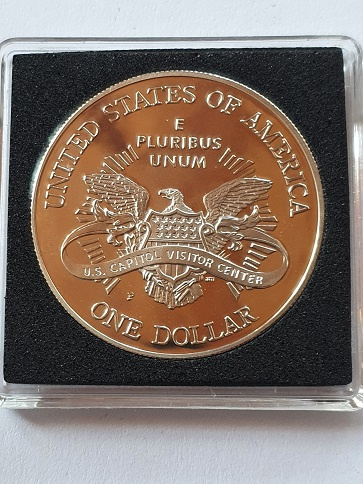 UNITED STATES OF AMERICA
E
PLURIBUS
UNUM
U.S. CAPITOL VISITOR CENTER
P
ONE DOLLAR